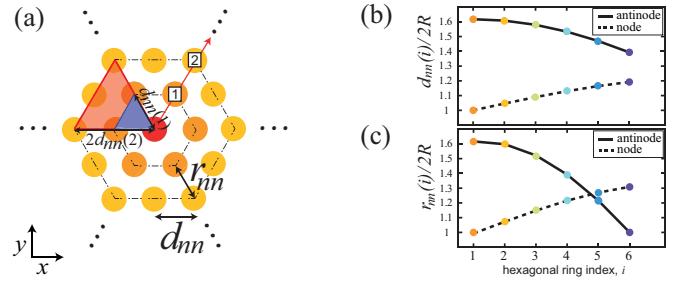 (a)
2
1
d_nn(1)
2d_nn(2)
r_nn
d_nn
y
x
(b)
d_nn(i)/2R
1.6
1.5
1.4
1.3
1.2
1.1
1
antinode
node
(c)
r_nn(i)/2R
1.6
1.5
1.4
1.3
1.2
1.1
1
antinode
node
1 2 3 4 5 6
hexagonal ring index, i